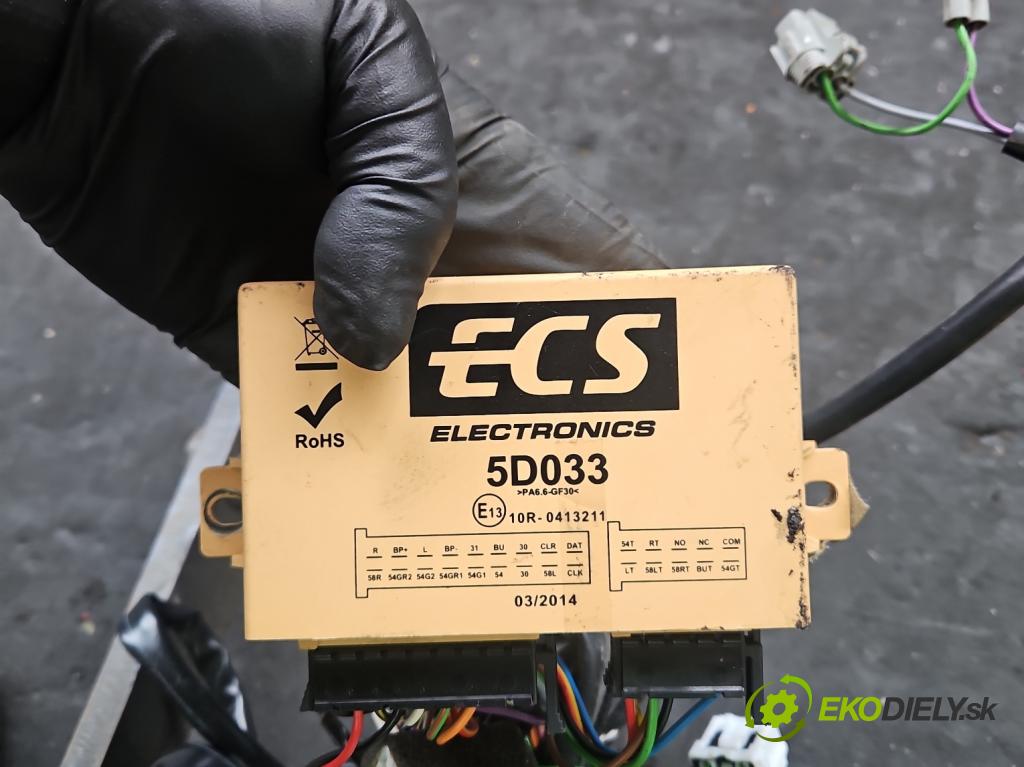 ECS
ELECTRONICS
RoHS
5D033
>PA6.6-GF30<
E13 10R-0413211
R BP+ L BP- 31 BU 30 CLR DAT
58R 54GR2 54G2 54GR1 54G1 54 30 58L CLK
54T RT NO NC COM
LT 58LT 58RT BUT 54GT
03/2014
EKODIELY.sk